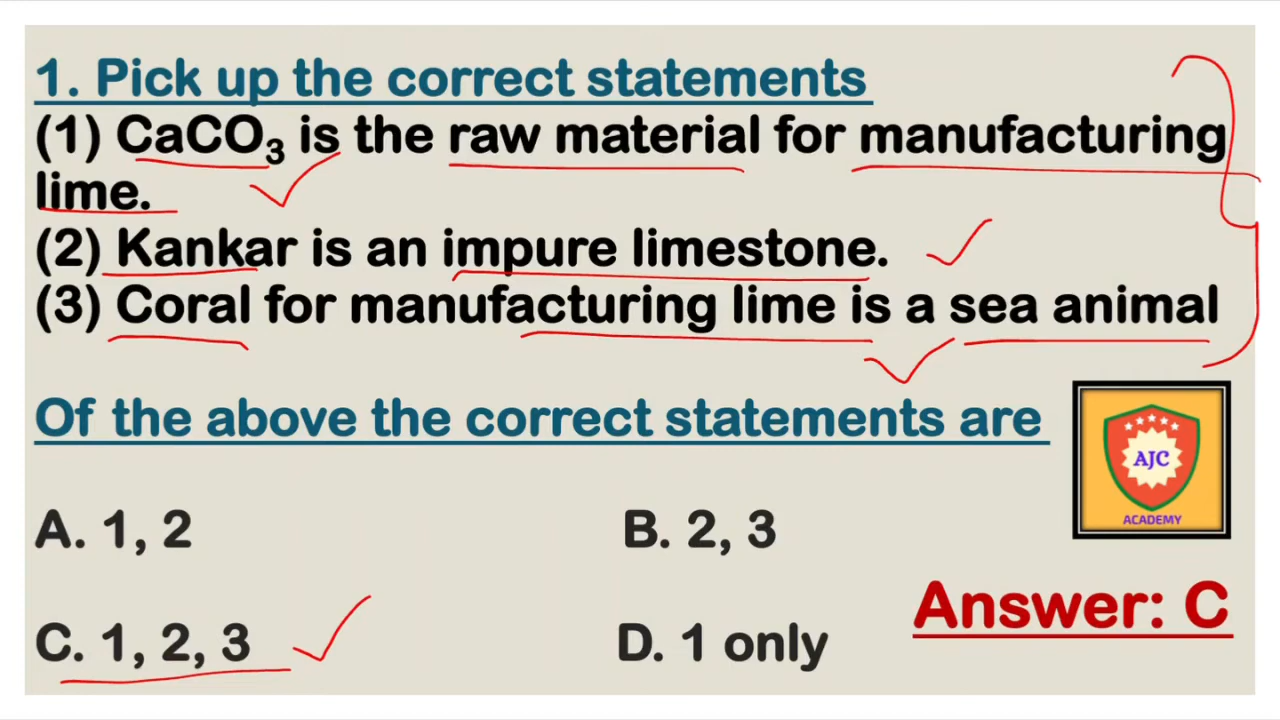 1. Pick up the correct statements
(1) CaCO₃ is the raw material for manufacturing
lime.
(2) Kankar is an impure limestone.
(3) Coral for manufacturing lime is a sea animal
Of the above the correct statements are
A. 1, 2
B. 2, 3
C. 1, 2, 3
D. 1 only
AJC
ACADEMY
Answer: C